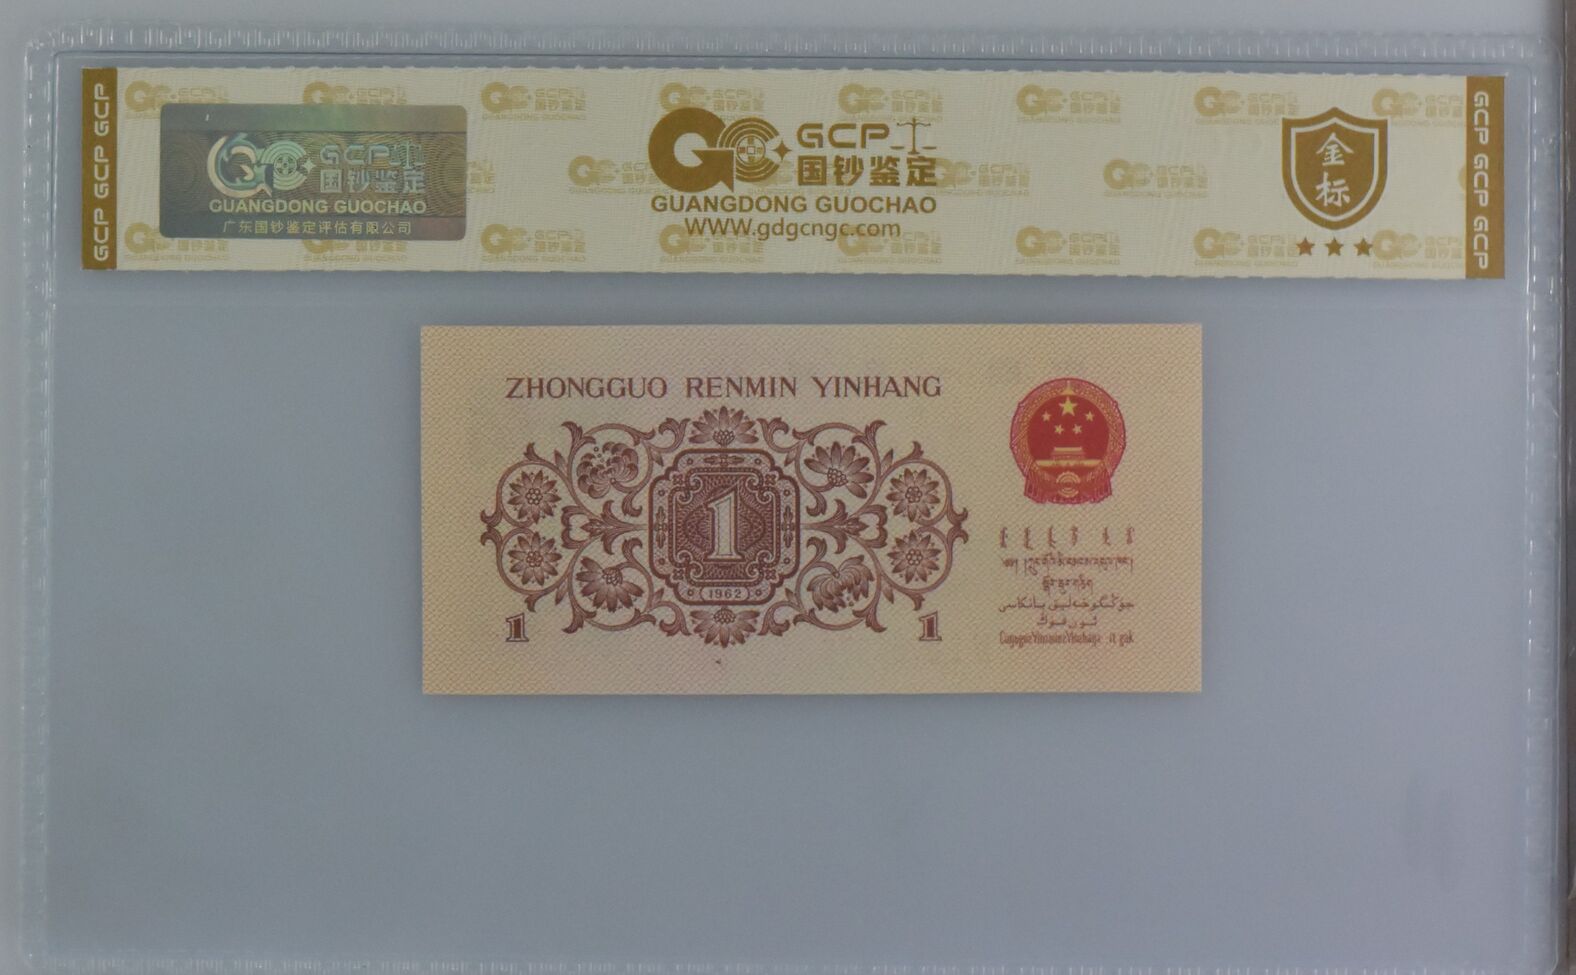 GCP GCP GCP
GCP
国钞鉴定
GUANGDONG GUOCHAO
广东国钞鉴定评估有限公司
GCP
国钞鉴定
GUANGDONG GUOCHAO
WWW.gdgcngc.com
金标
GCP GCP GCP
ZHONGGUO RENMIN YINHANG
1
1962
1
1
جۇڭگوخەلىق بانكاسى